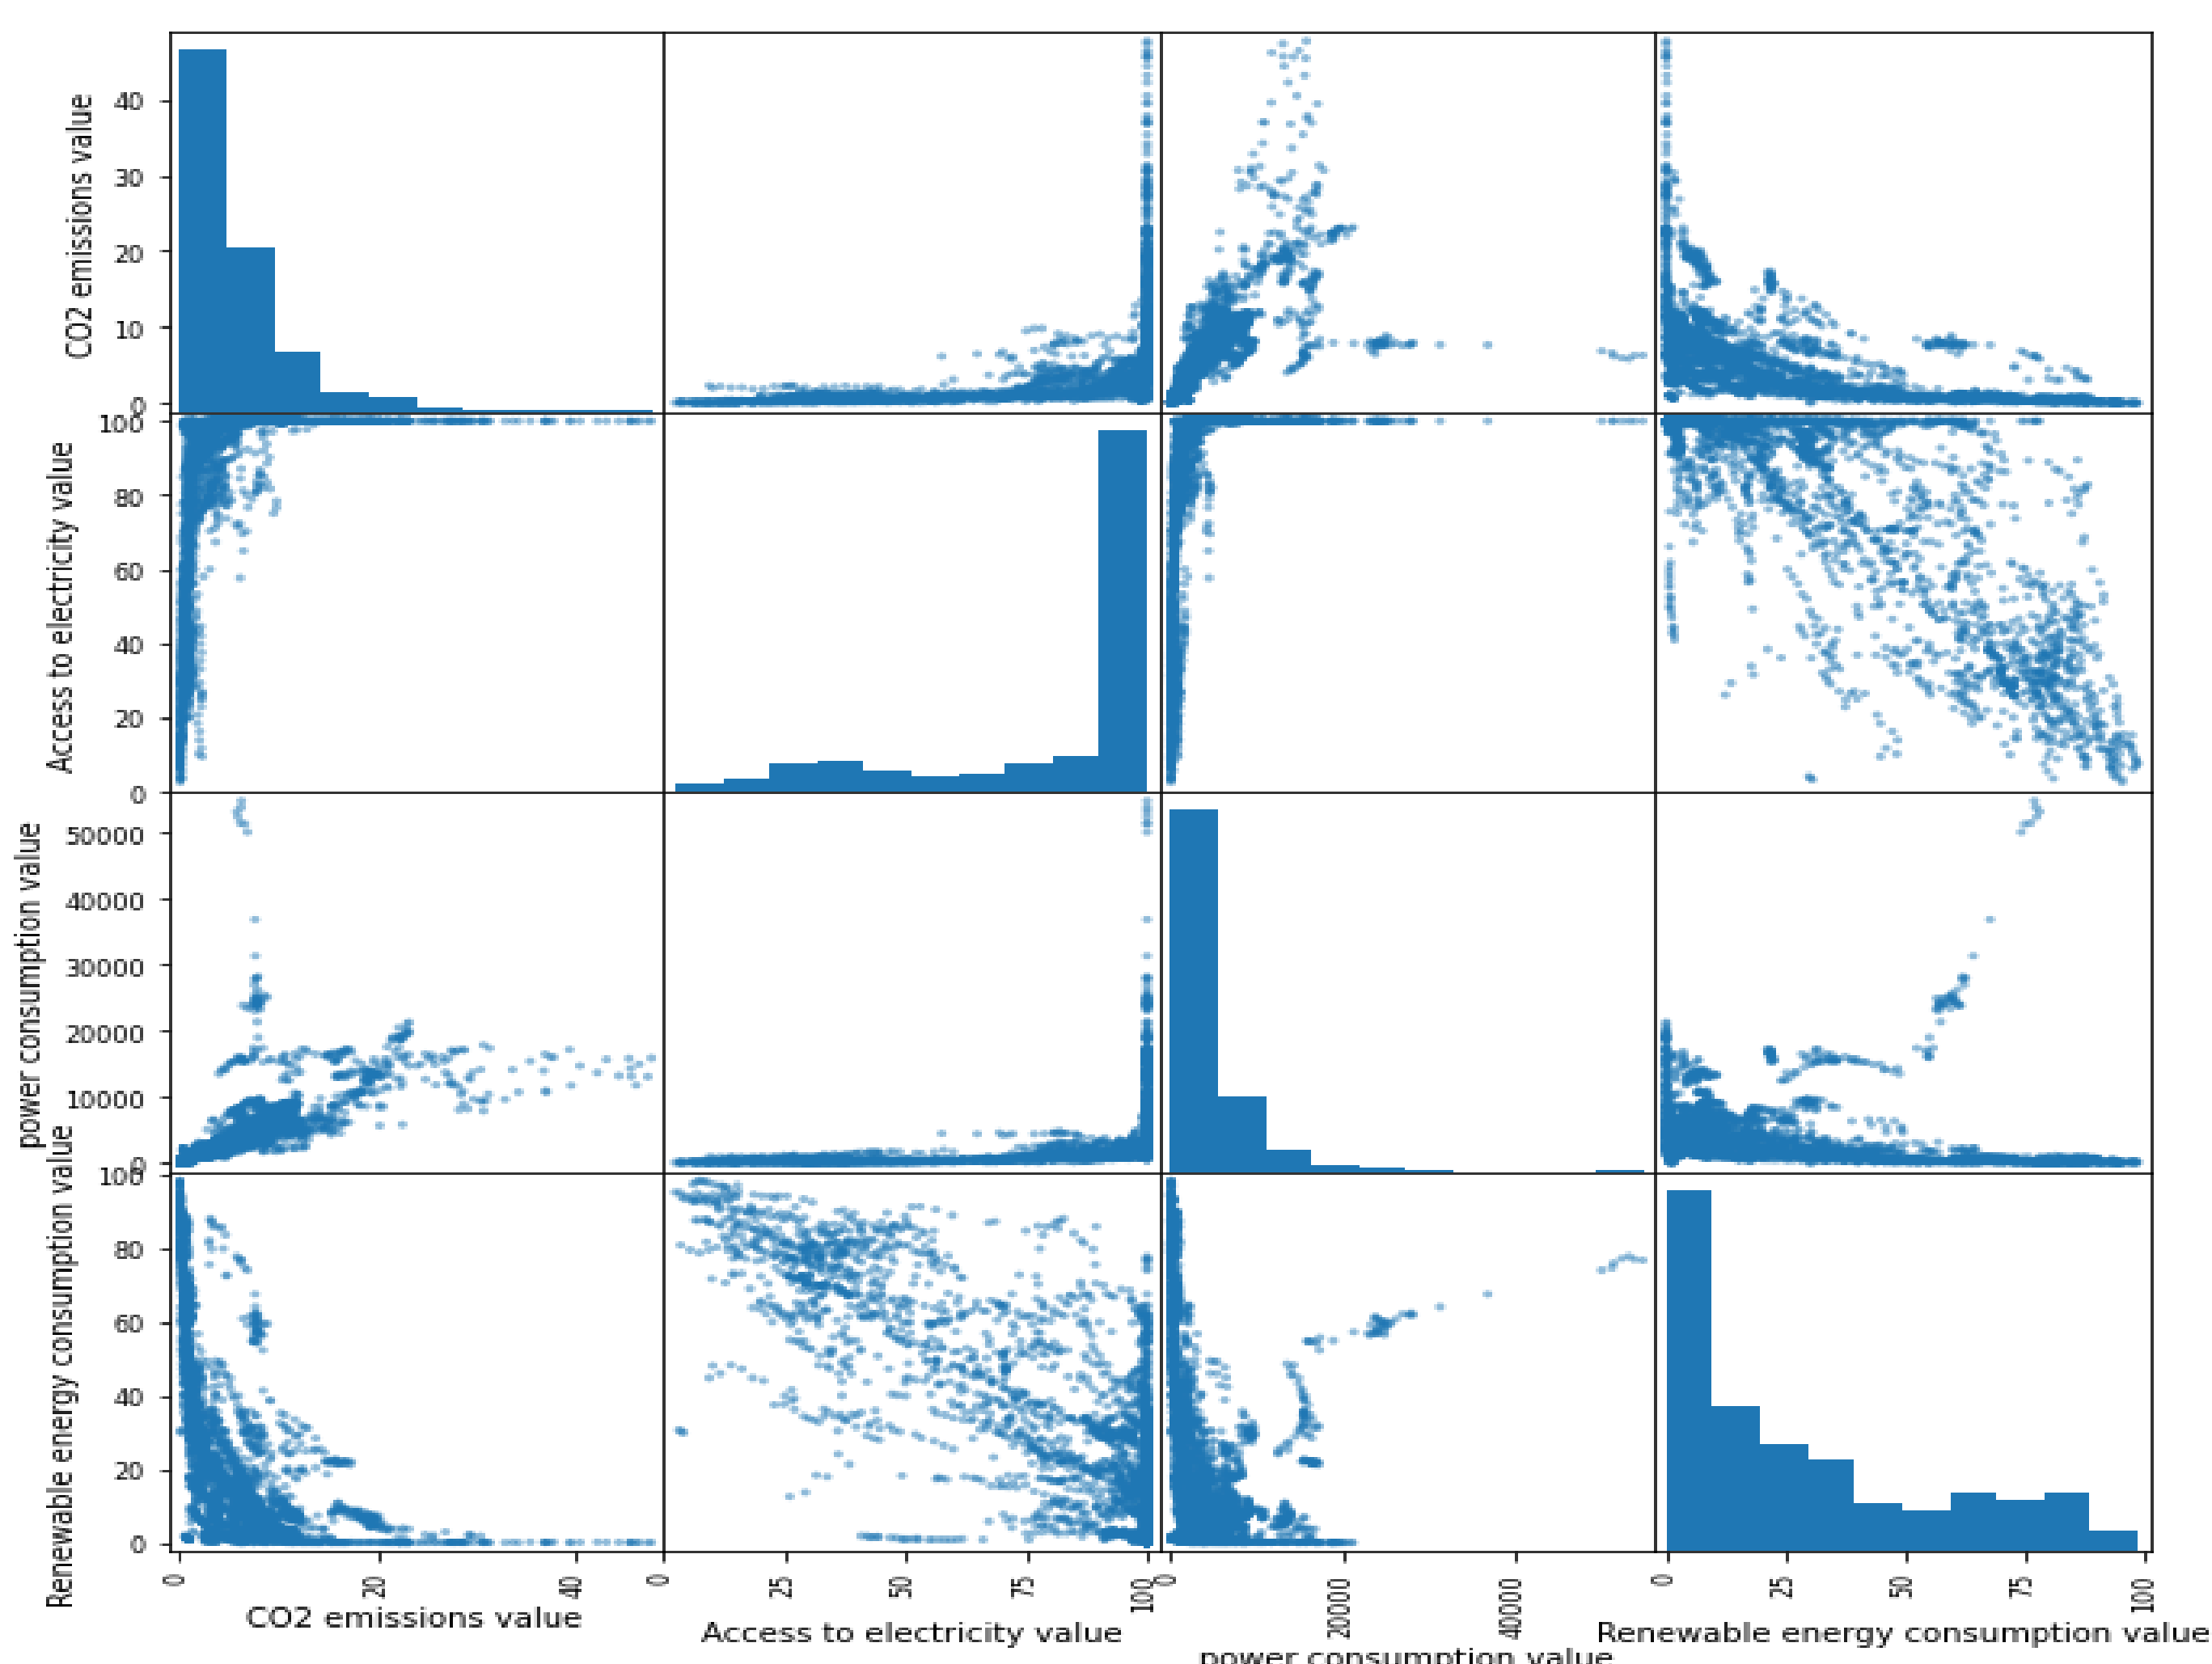 CO2 emissions value
40
30
20
10
0
Access to electricity value
100
80
60
40
20
0
power consumption value
50000
40000
30000
20000
10000
0
Renewable energy consumption value
100
80
60
40
20
0
0 20 40
CO2 emissions value
0 25 50 75 100
Access to electricity value
0 20000 40000
power consumption value
0 25 50 75 100
Renewable energy consumption value